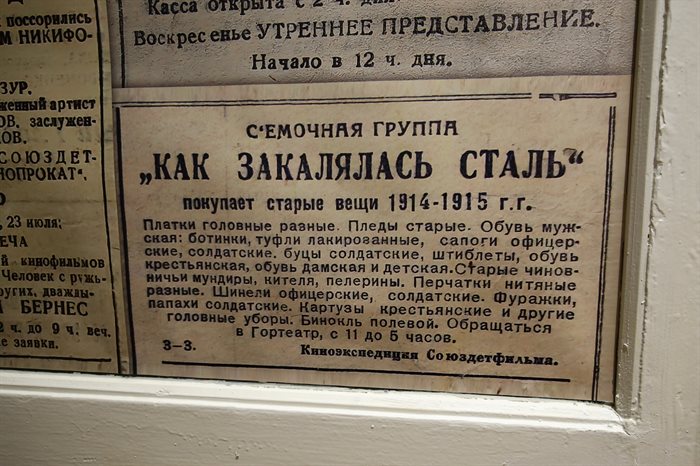 поссорились
М НИКИФО-
ЗУР.
женный артист
ОВ, заслужен-
КОВ.
СОЮЗДЕТ-
НОПРОКАТ",
23 июля;
ЕЧА
й кинофильмов
Человек с ружь-
ругих, дважды
БЕРНЕС
ч. до 9 ч. веч.
е заявки.
Касса открыта с 2 ч. дня.
Воскресенье УТРЕННЕЕ ПРЕДСТАВЛЕНИЕ.
Начало в 12 ч. дня.
С'ЕМОЧНАЯ ГРУППА
„КАК ЗАКАЛЯЛАСЬ СТАЛЬ"
покупает старые вещи 1914-1915 г.г.
Платки головные разные. Пледы старые. Обувь муж-
ская: ботинки, туфли лакированные, сапоги офицер-
ские, солдатские. буцы солдатские, штиблеты, обувь
крестьянская, обувь дамская и детская. Старые чинов-
ничьи мундиры, кителя, пелерины. Перчатки нитяные
разные. Шинели офицерские, солдатские. Фуражки,
папахи солдатские. Картузы крестьянские и другие
головные уборы. Бинокль полевой. Обращаться
в Гортеатр, с 11 до 5 часов.
3-3. Киноэкспедиция Союздетфильма.